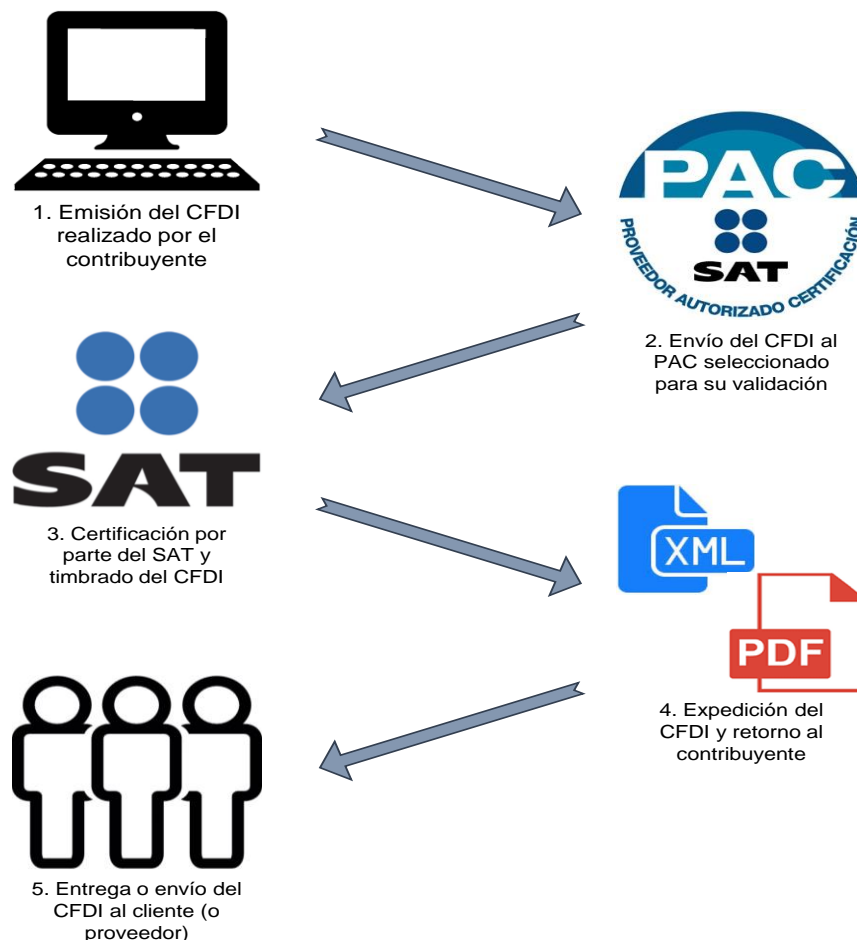 1. Emisión del CFDI
realizado por el
contribuyente
PAC
SAT
PROVEEDOR AUTORIZADO CERTIFICACIÓN
2. Envío del CFDI al
PAC seleccionado
para su validación
SAT
3. Certificación por
parte del SAT y
timbrado del CFDI
XML
PDF
4. Expedición del
CFDI y retorno al
contribuyente
5. Entrega o envío del
CFDI al cliente (o
proveedor)